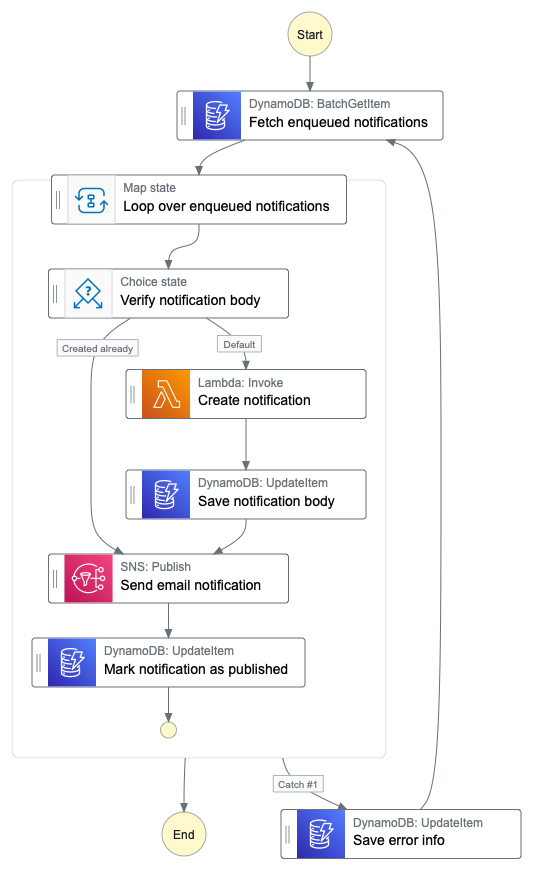 Start
DynamoDB: BatchGetItem
Fetch enqueued notifications
Map state
Loop over enqueued notifications
Choice state
Verify notification body
Created already
Default
Lambda: Invoke
Create notification
DynamoDB: UpdateItem
Save notification body
SNS: Publish
Send email notification
DynamoDB: UpdateItem
Mark notification as published
Catch #1
End
DynamoDB: UpdateItem
Save error info